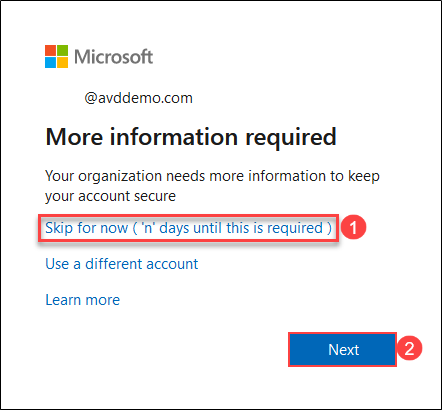 Microsoft
@avddemo.com
More information required
Your organization needs more information to keep
your account secure
Skip for now ( 'n' days until this is required ) 1
Use a different account
Learn more
Next 2